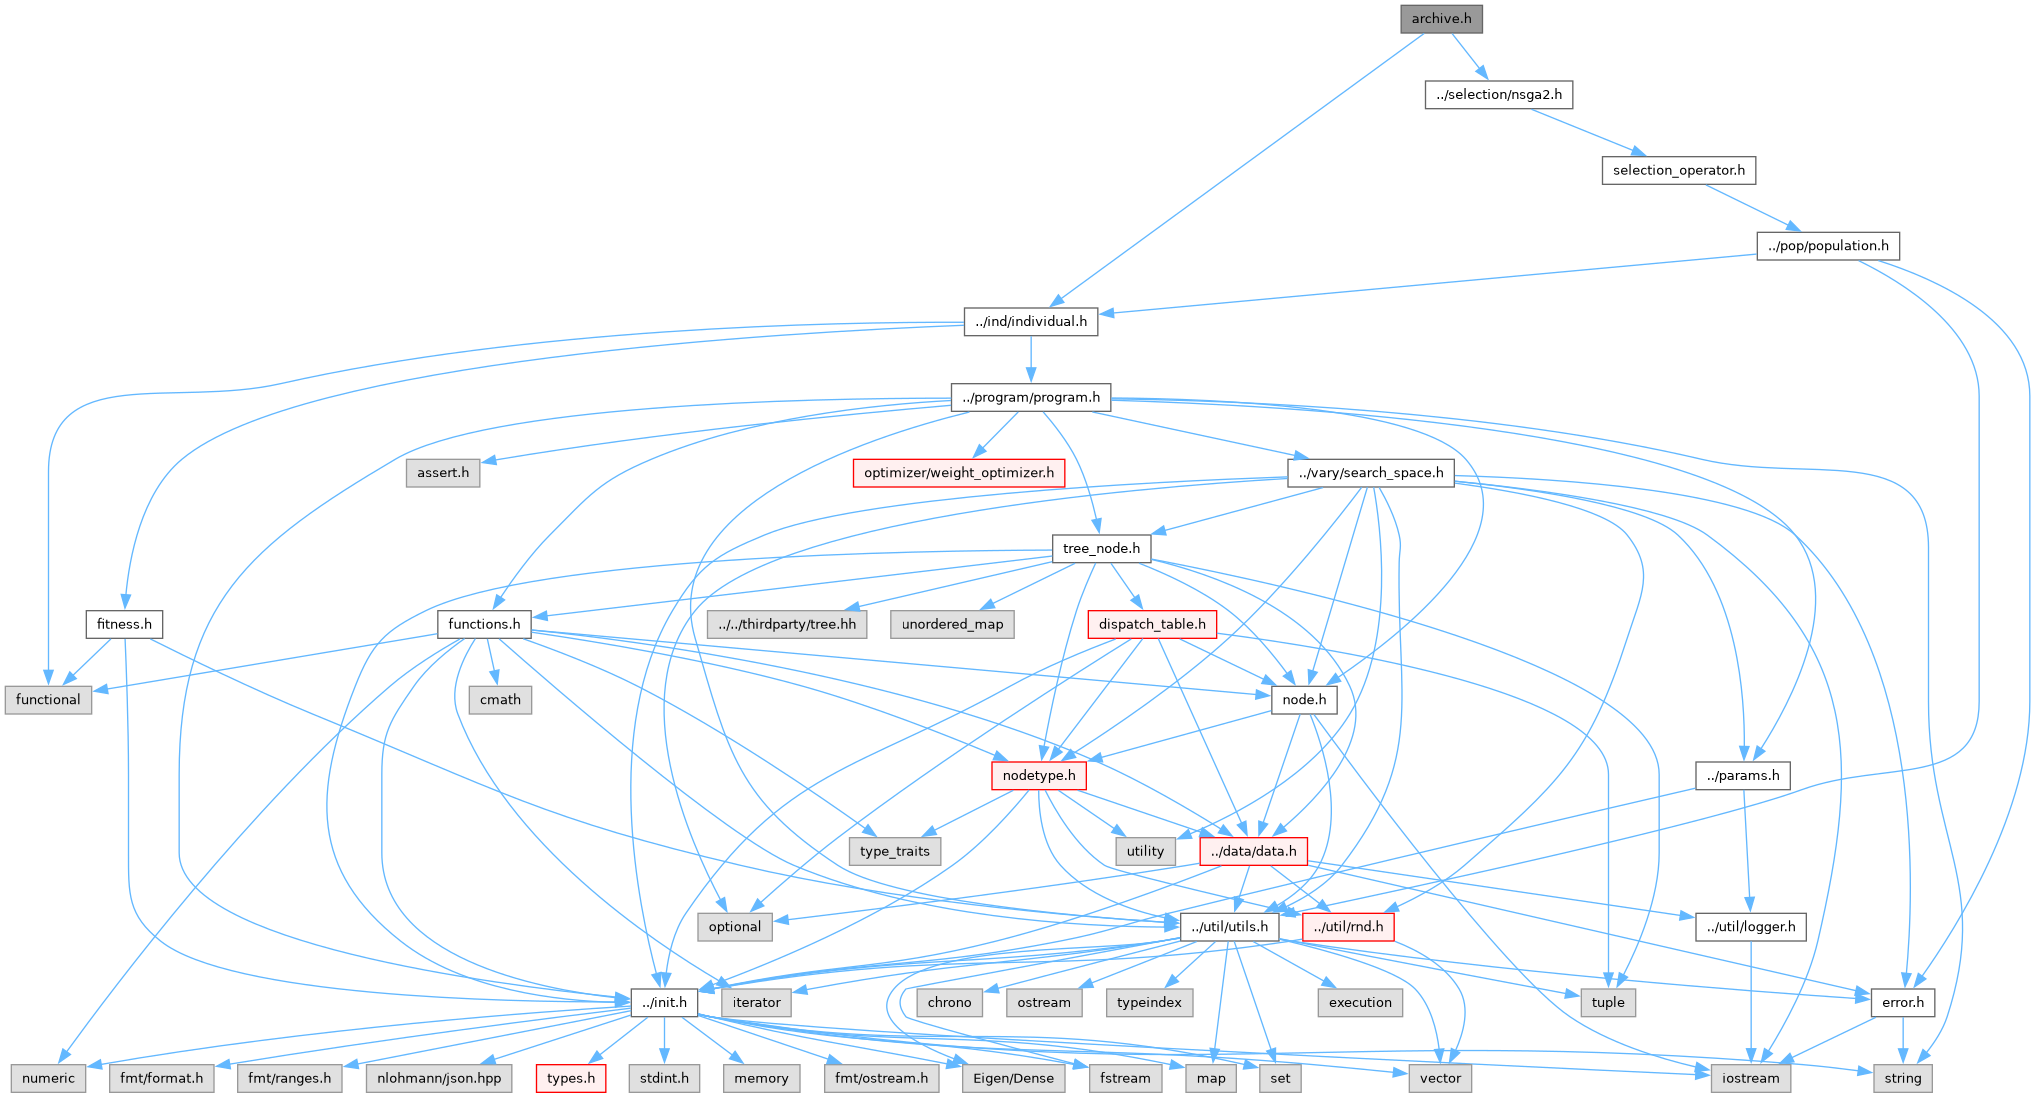 archive.h
../selection/nsga2.h
selection_operator.h
../pop/population.h
../ind/individual.h
../program/program.h
assert.h
optimizer/weight_optimizer.h
../vary/search_space.h
tree_node.h
fitness.h
functions.h
../../thirdparty/tree.hh
unordered_map
dispatch_table.h
functional
cmath
node.h
nodetype.h
../params.h
type_traits
utility
../data/data.h
optional
../util/utils.h
../util/rnd.h
../util/logger.h
../init.h
iterator
chrono
ostream
typeindex
execution
tuple
error.h
numeric
fmt/format.h
fmt/ranges.h
nlohmann/json.hpp
types.h
stdint.h
memory
fmt/ostream.h
Eigen/Dense
fstream
map
set
vector
iostream
string